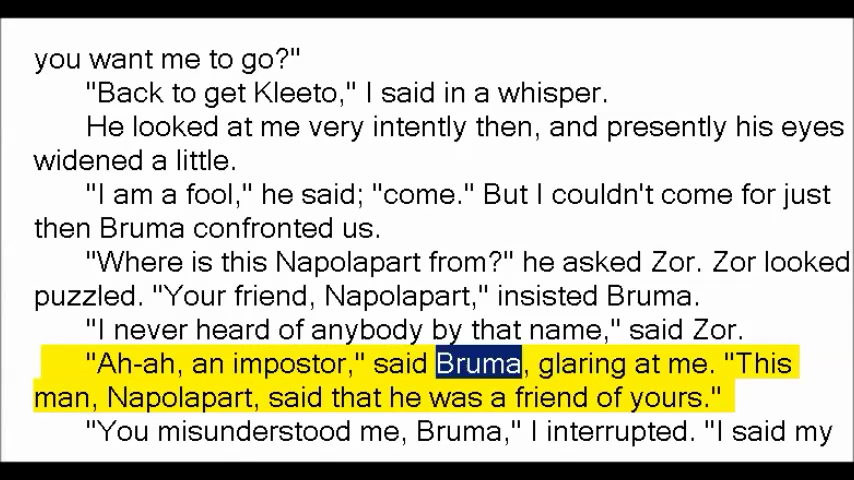 you want me to go?"
"Back to get Kleeto," I said in a whisper.
He looked at me very intently then, and presently his eyes
widened a little.
"I am a fool," he said; "come." But I couldn't come for just
then Bruma confronted us.
"Where is this Napolapart from?" he asked Zor. Zor looked
puzzled. "Your friend, Napolapart," insisted Bruma.
"I never heard of anybody by that name," said Zor.
"Ah-ah, an impostor," said Bruma, glaring at me. "This
man, Napolapart, said that he was a friend of yours."
"You misunderstood me, Bruma," I interrupted. "I said my